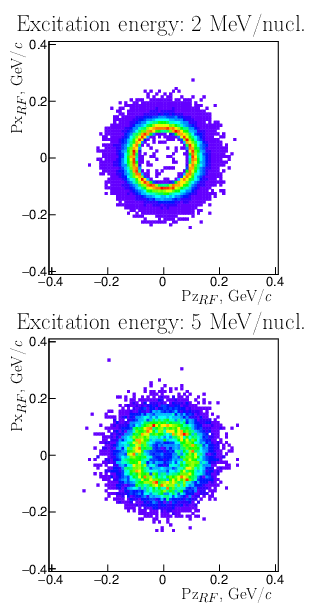 Excitation energy: 2 MeV/nucl.
Px_RF, GeV/c
0.4
0.2
0
−0.2
−0.4
−0.4 −0.2 0 0.2 0.4
Pz_RF, GeV/c
Excitation energy: 5 MeV/nucl.
Px_RF, GeV/c
0.4
0.2
0
−0.2
−0.4
−0.4 −0.2 0 0.2 0.4
Pz_RF, GeV/c